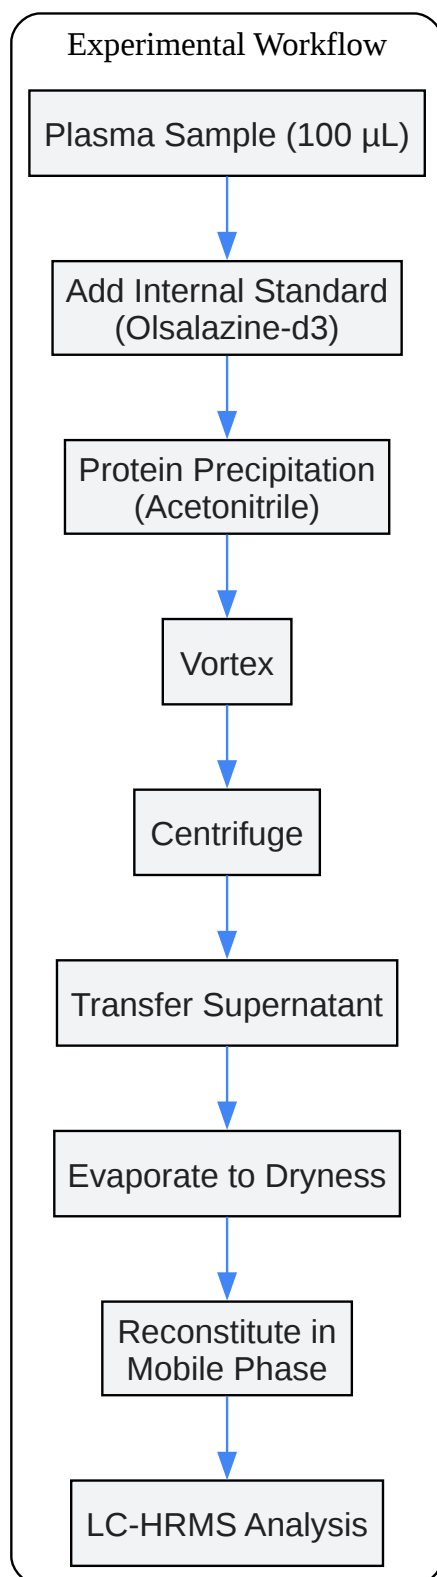 Experimental Workflow
Plasma Sample (100 µL)
Add Internal Standard
(Olsalazine-d3)
Protein Precipitation
(Acetonitrile)
Vortex
Centrifuge
Transfer Supernatant
Evaporate to Dryness
Reconstitute in
Mobile Phase
LC-HRMS Analysis